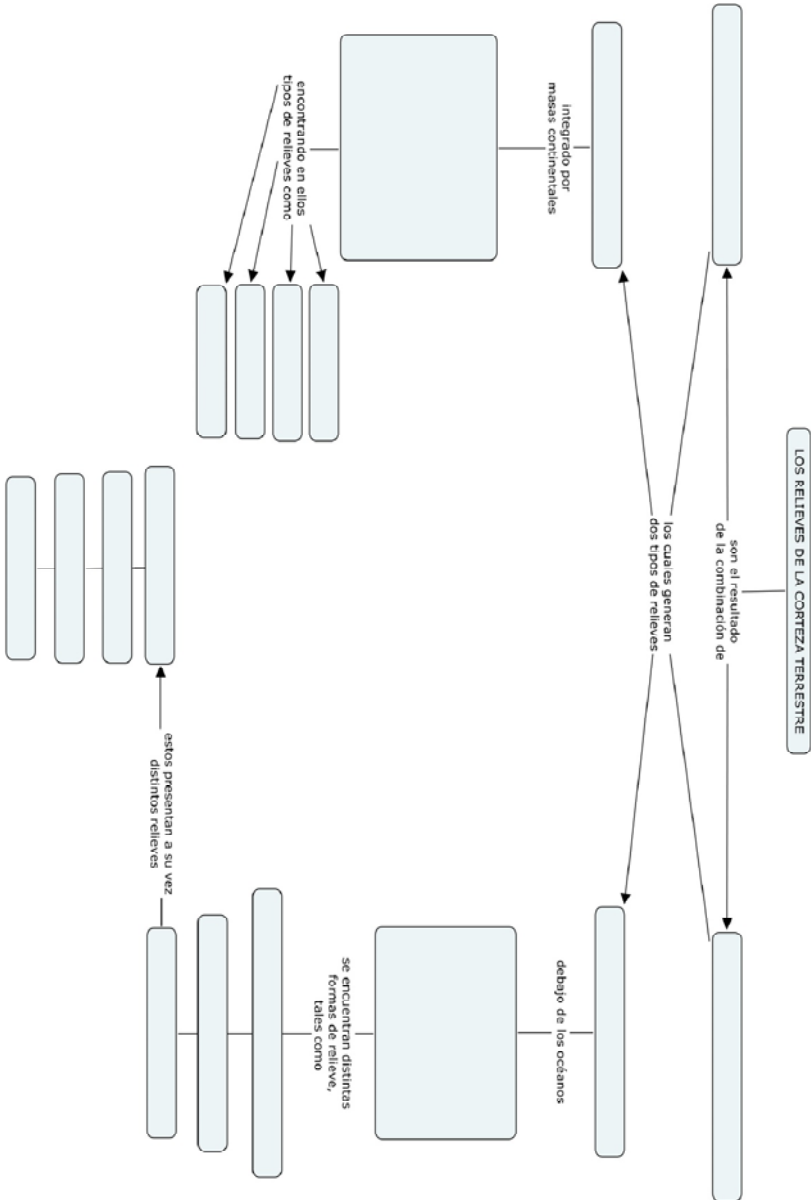 LOS RELIEVES DE LA CORTEZA TERRESTRE
son el resultado
de la combinación de
los cuales generan
dos tipos de relieves
integrado por
masas continentales
encontrando en ellos
tipos de relieves como
debajo de los océanos
se encuentran distintas
formas de relieve,
tales como
estos presentan a su vez
distintos relieves